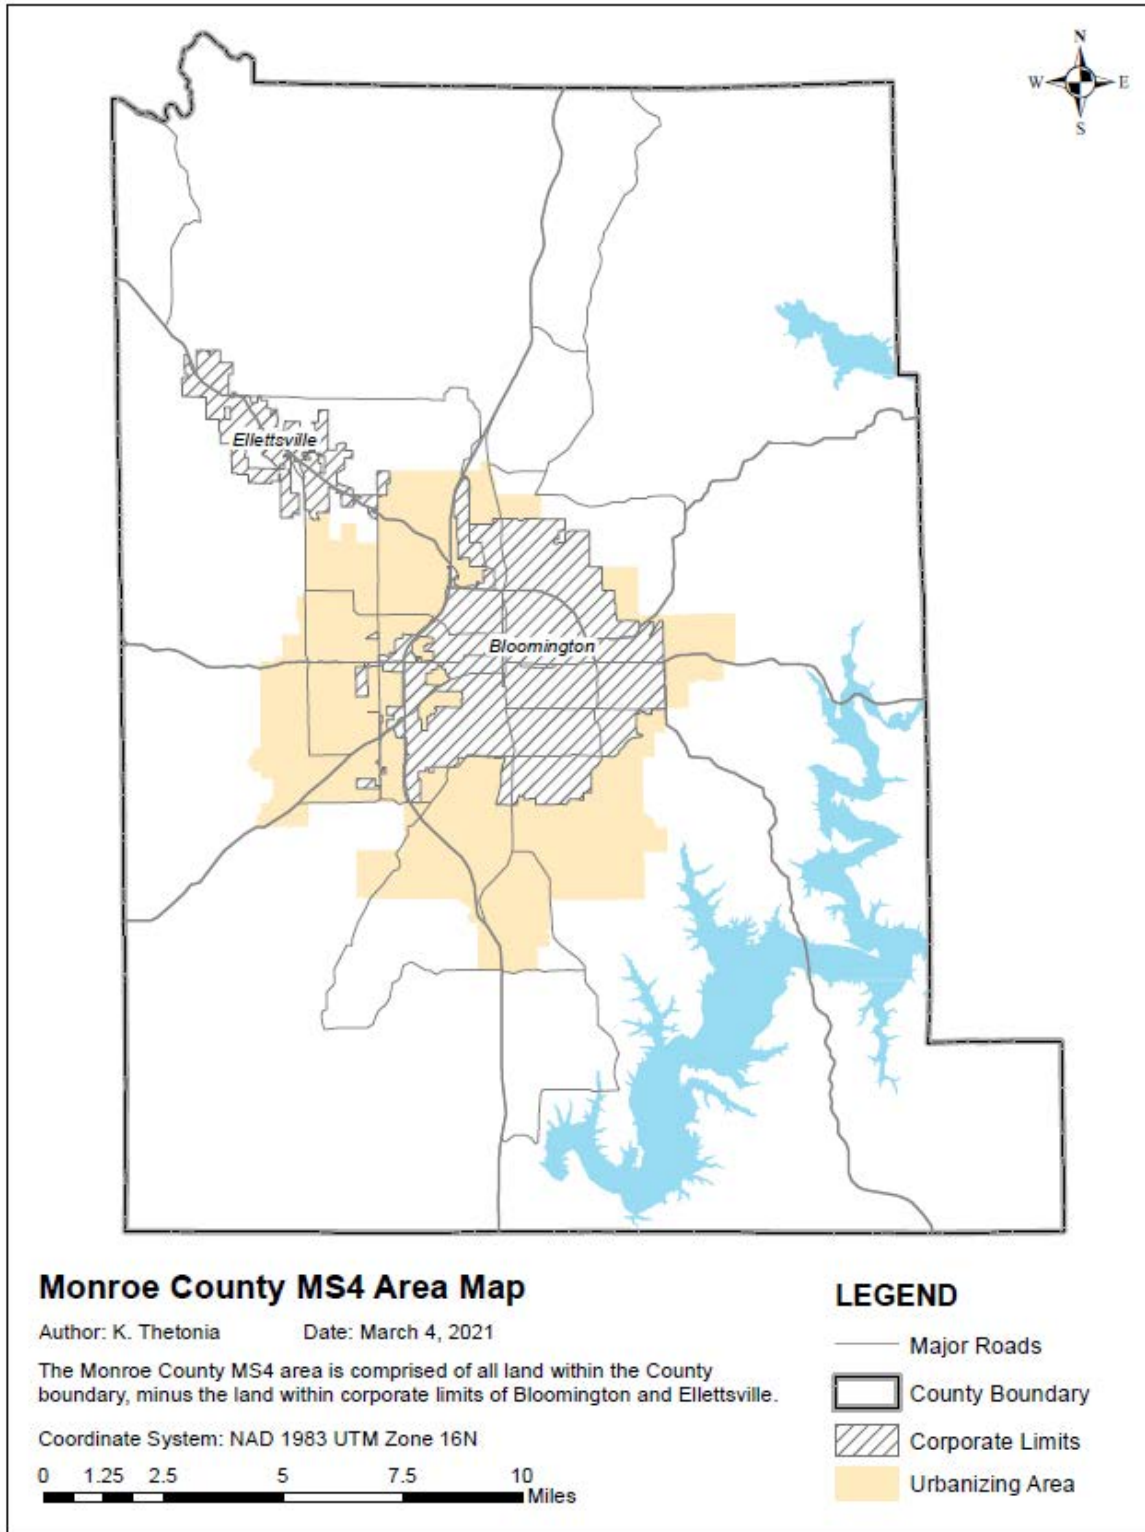 N
W E
S
Ellettsville
Bloomington
Monroe County MS4 Area Map
Author: K. Thetonia Date: March 4, 2021
The Monroe County MS4 area is comprised of all land within the County
boundary, minus the land within corporate limits of Bloomington and Ellettsville.
Coordinate System: NAD 1983 UTM Zone 16N
0 1.25 2.5 5 7.5 10
Miles
LEGEND
Major Roads
County Boundary
Corporate Limits
Urbanizing Area